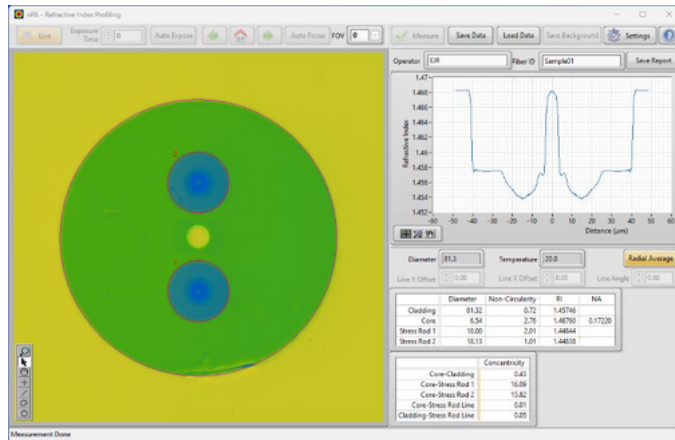 nP6 - Refractive Index Profiling
Live
Exposure Time
0
Auto Expose
Auto Focus
FOV
0
Measure
Save Data
Load Data
Save Background
Settings
Operator
EJR
Fiber ID
Sample01
Save Report
Refractive Index
1.47
1.468
1.466
1.464
1.462
1.46
1.458
1.456
1.454
1.452
-60 -50 -40 -30 -20 -10 0 10 20 30 40 50 60
Distance (µm)
Diameter
81.3
Temperature
20.0
Radial Average
Line Y Offset
0.00
Line X Offset
0.00
Line Angle
0.00
Diameter Non-Circularity RI NA
Cladding 81.32 0.72 1.45746
Core 6.54 2.76 1.46760 0.17220
Stress Rod 1 18.00 2.01 1.44844
Stress Rod 2 18.13 1.01 1.44838
Concentricity
Core-Cladding 0.43
Core-Stress Rod 1 16.09
Core-Stress Rod 2 15.82
Core-Stress Rod Line 0.01
Cladding-Stress Rod Line 0.05
Measurement Done